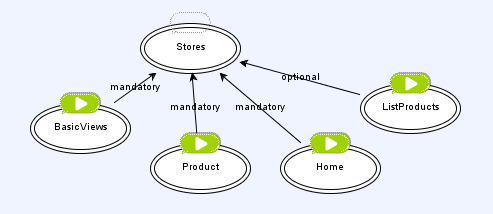 Stores
mandatory
optional
mandatory
mandatory
ListProducts
BasicViews
Product
Home